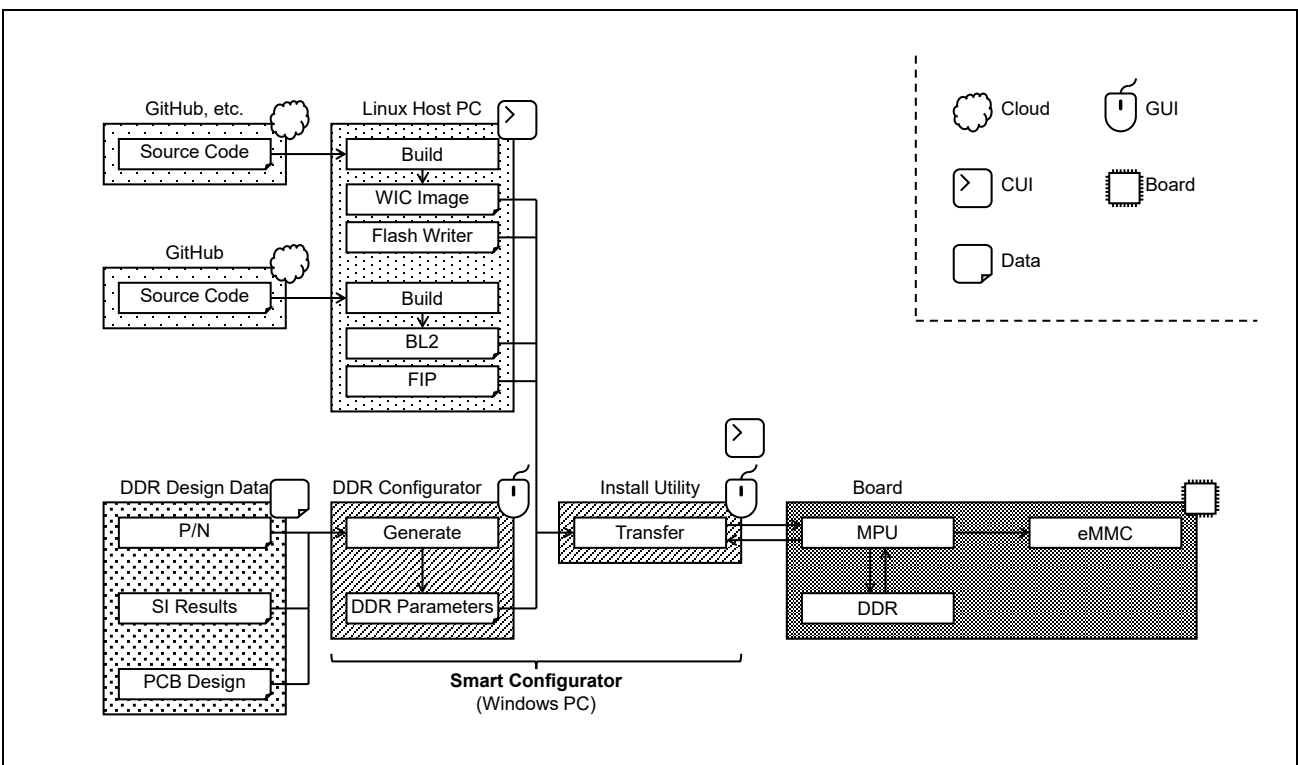 GitHub, etc.
Source Code
Linux Host PC
Build
WIC Image
Flash Writer
GitHub
Source Code
Build
BL2
FIP
Cloud
GUI
CUI
Board
Data
DDR Design Data
P/N
SI Results
PCB Design
DDR Configurator
Generate
DDR Parameters
Install Utility
Transfer
Board
MPU
eMMC
DDR
Smart Configurator
(Windows PC)